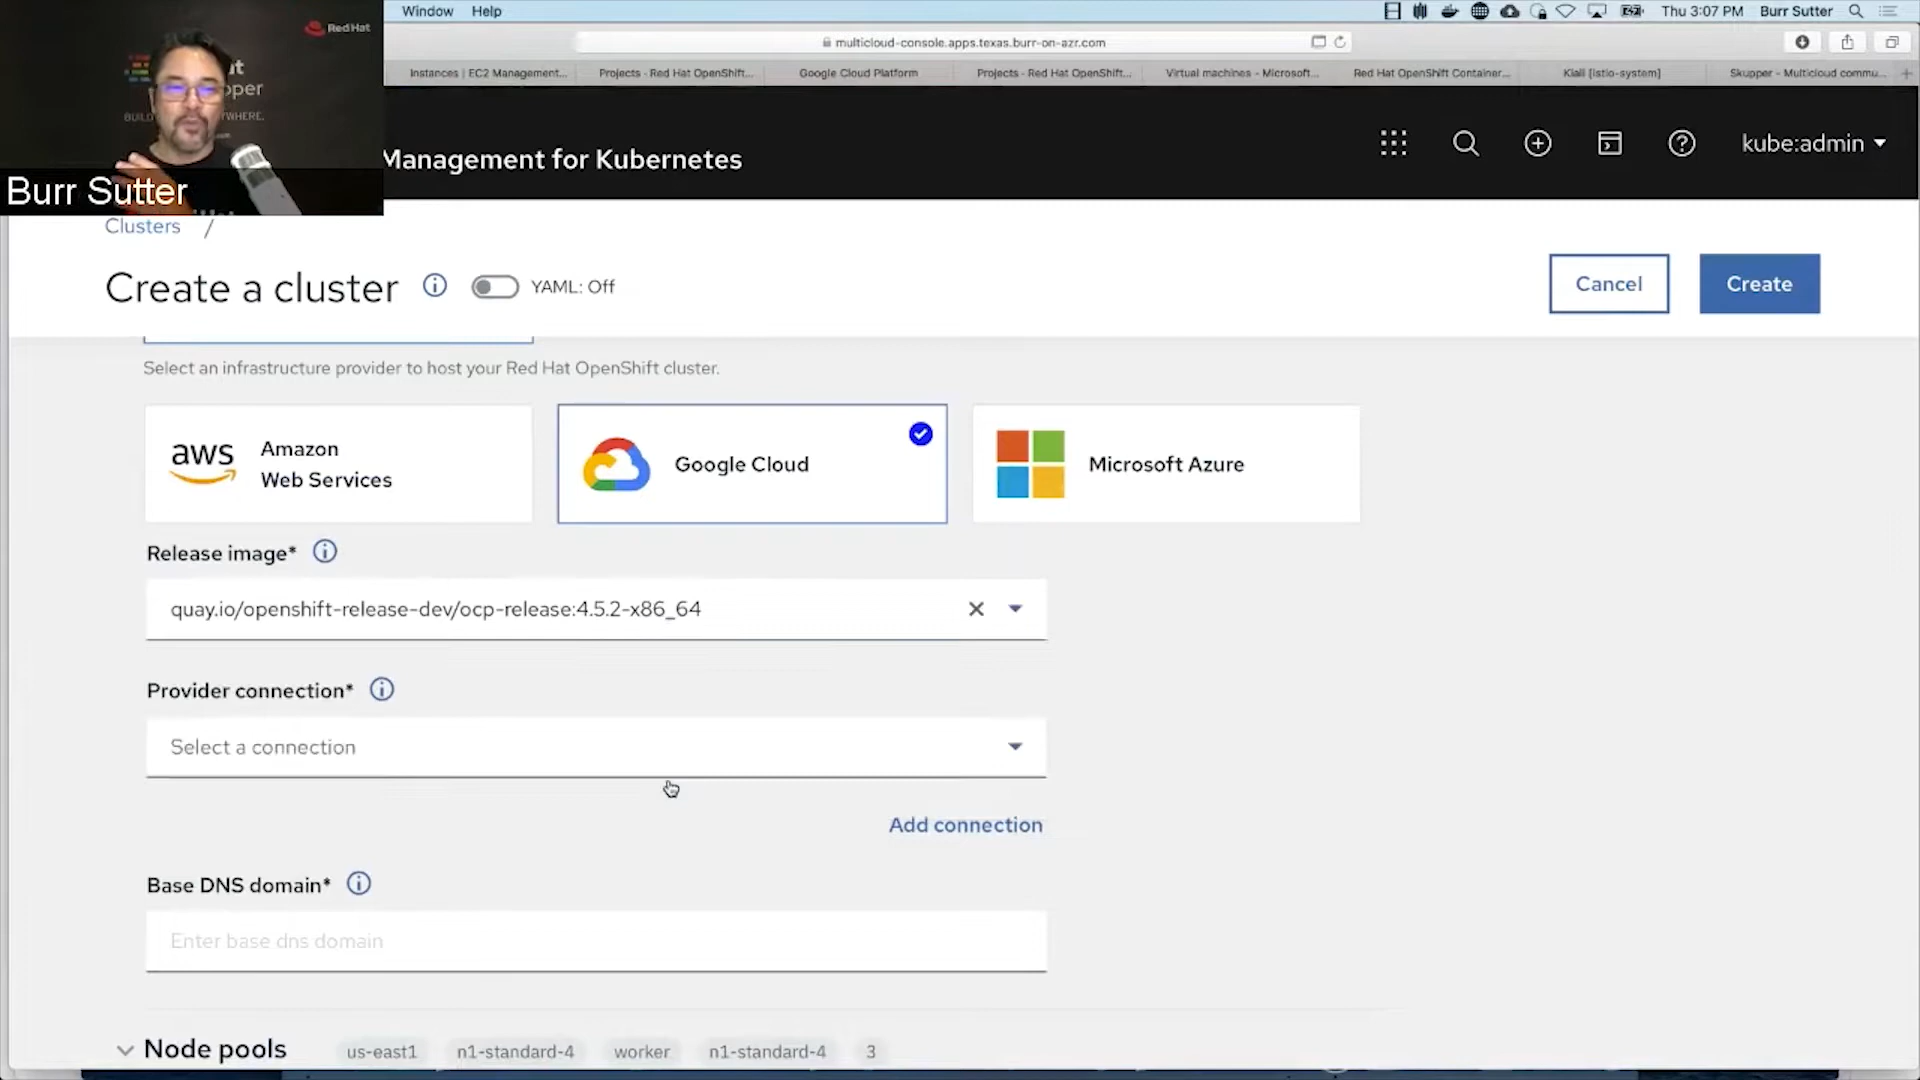 Window Help
Thu 3:07 PM Burr Sutter
multicloud-console.apps.texas.burr-on-azr.com
Instances | EC2 Management...
Projects - Red Hat OpenShift...
Google Cloud Platform
Projects - Red Hat OpenShift...
Virtual machines - Microsoft...
Red Hat OpenShift Container...
Kiali [istio-system]
Skupper - Multicloud commu...
Red Hat
Burr Sutter
Management for Kubernetes
kube:admin
Clusters /
Create a cluster
YAML: Off
Cancel
Create
Select an infrastructure provider to host your Red Hat OpenShift cluster.
aws
Amazon
Web Services
Google Cloud
Microsoft Azure
Release image*
quay.io/openshift-release-dev/ocp-release:4.5.2-x86_64
Provider connection*
Select a connection
Add connection
Base DNS domain*
Enter base dns domain
Node pools us-east1 n1-standard-4 worker n1-standard-4 3